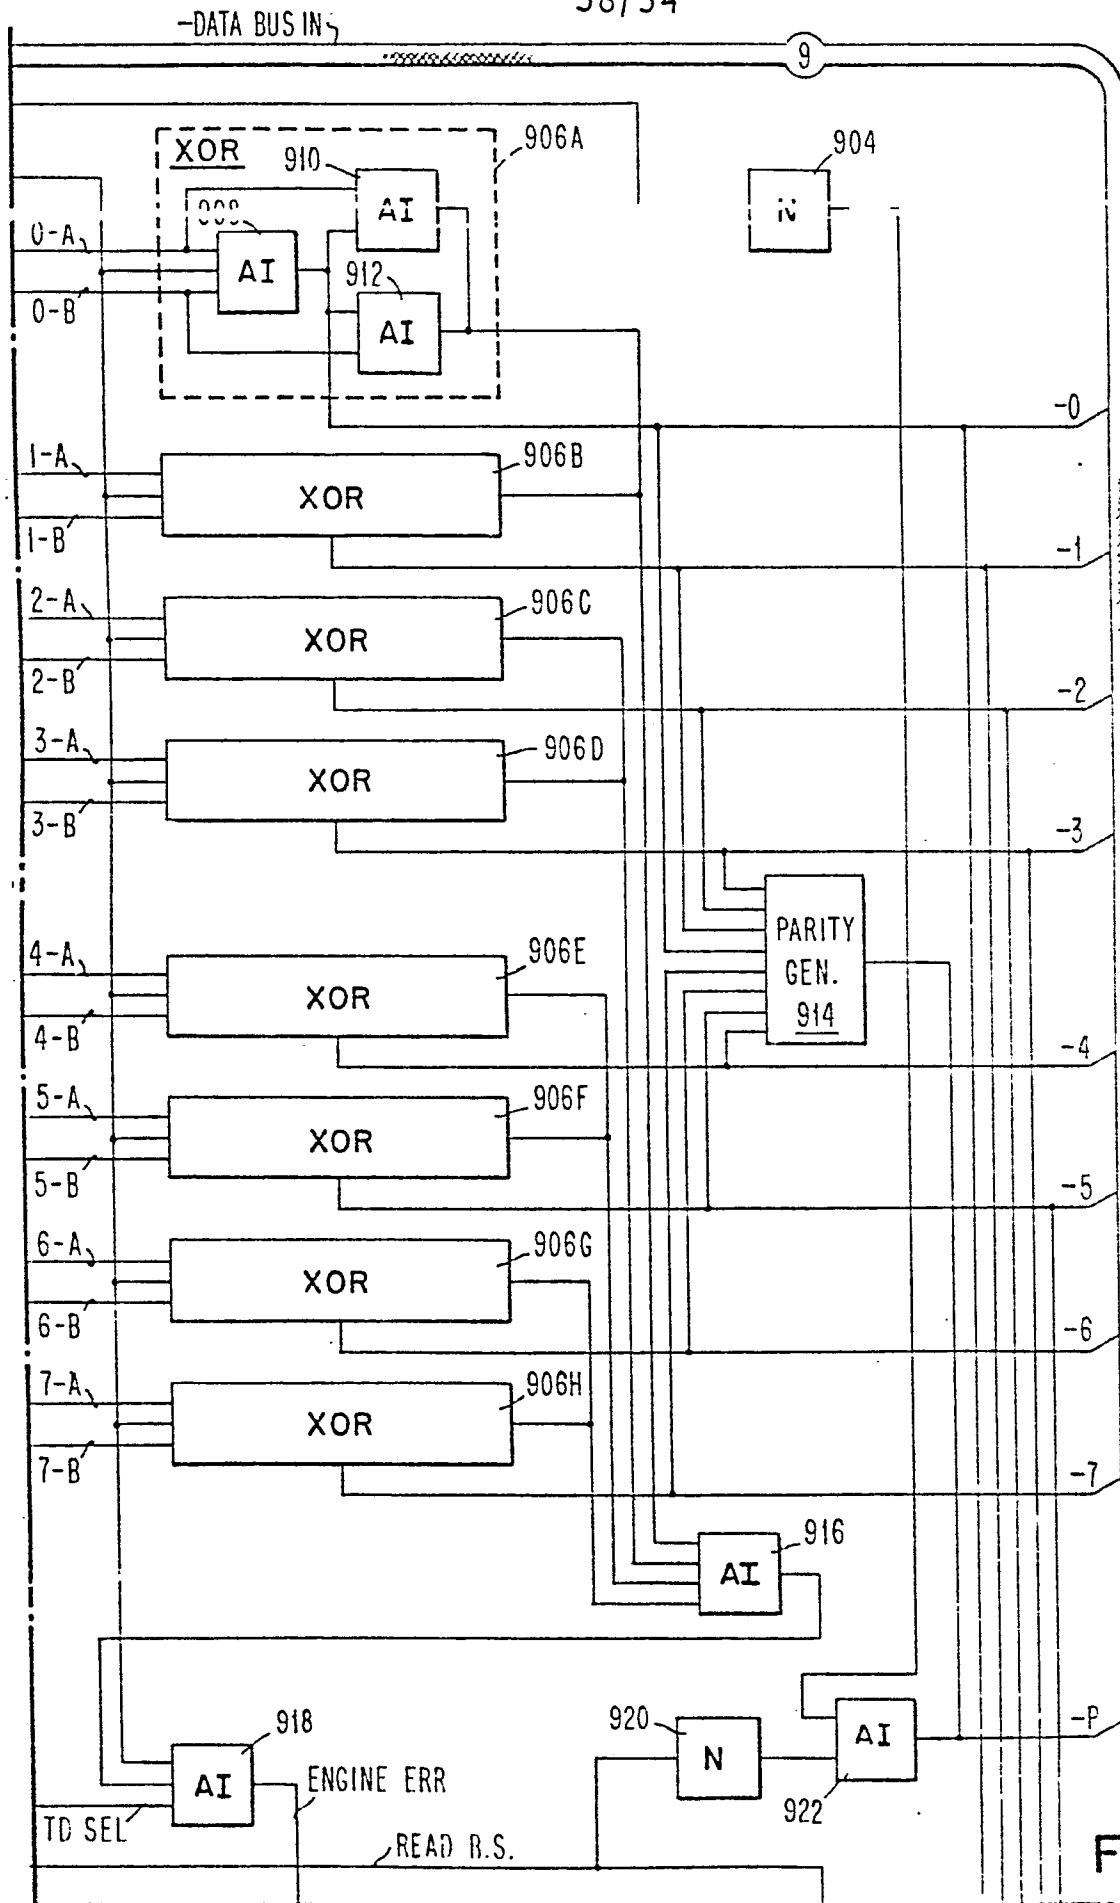 -DATA BUS IN
9
XOR
910
906A
904
AI
N
0-A
AI
912
0-B
AI
-0
1-A
906B
XOR
1-B
-1
2-A
906C
XOR
2-B
-2
3-A
906D
XOR
3-B
-3
PARITY
GEN.
914
4-A
906E
XOR
4-B
-4
5-A
906F
XOR
5-B
-5
6-A
906G
XOR
6-B
-6
7-A
906H
XOR
7-B
-7
916
AI
918
920
-P
AI
N
AI
ENGINE ERR
922
TD SEL
READ R.S.
F